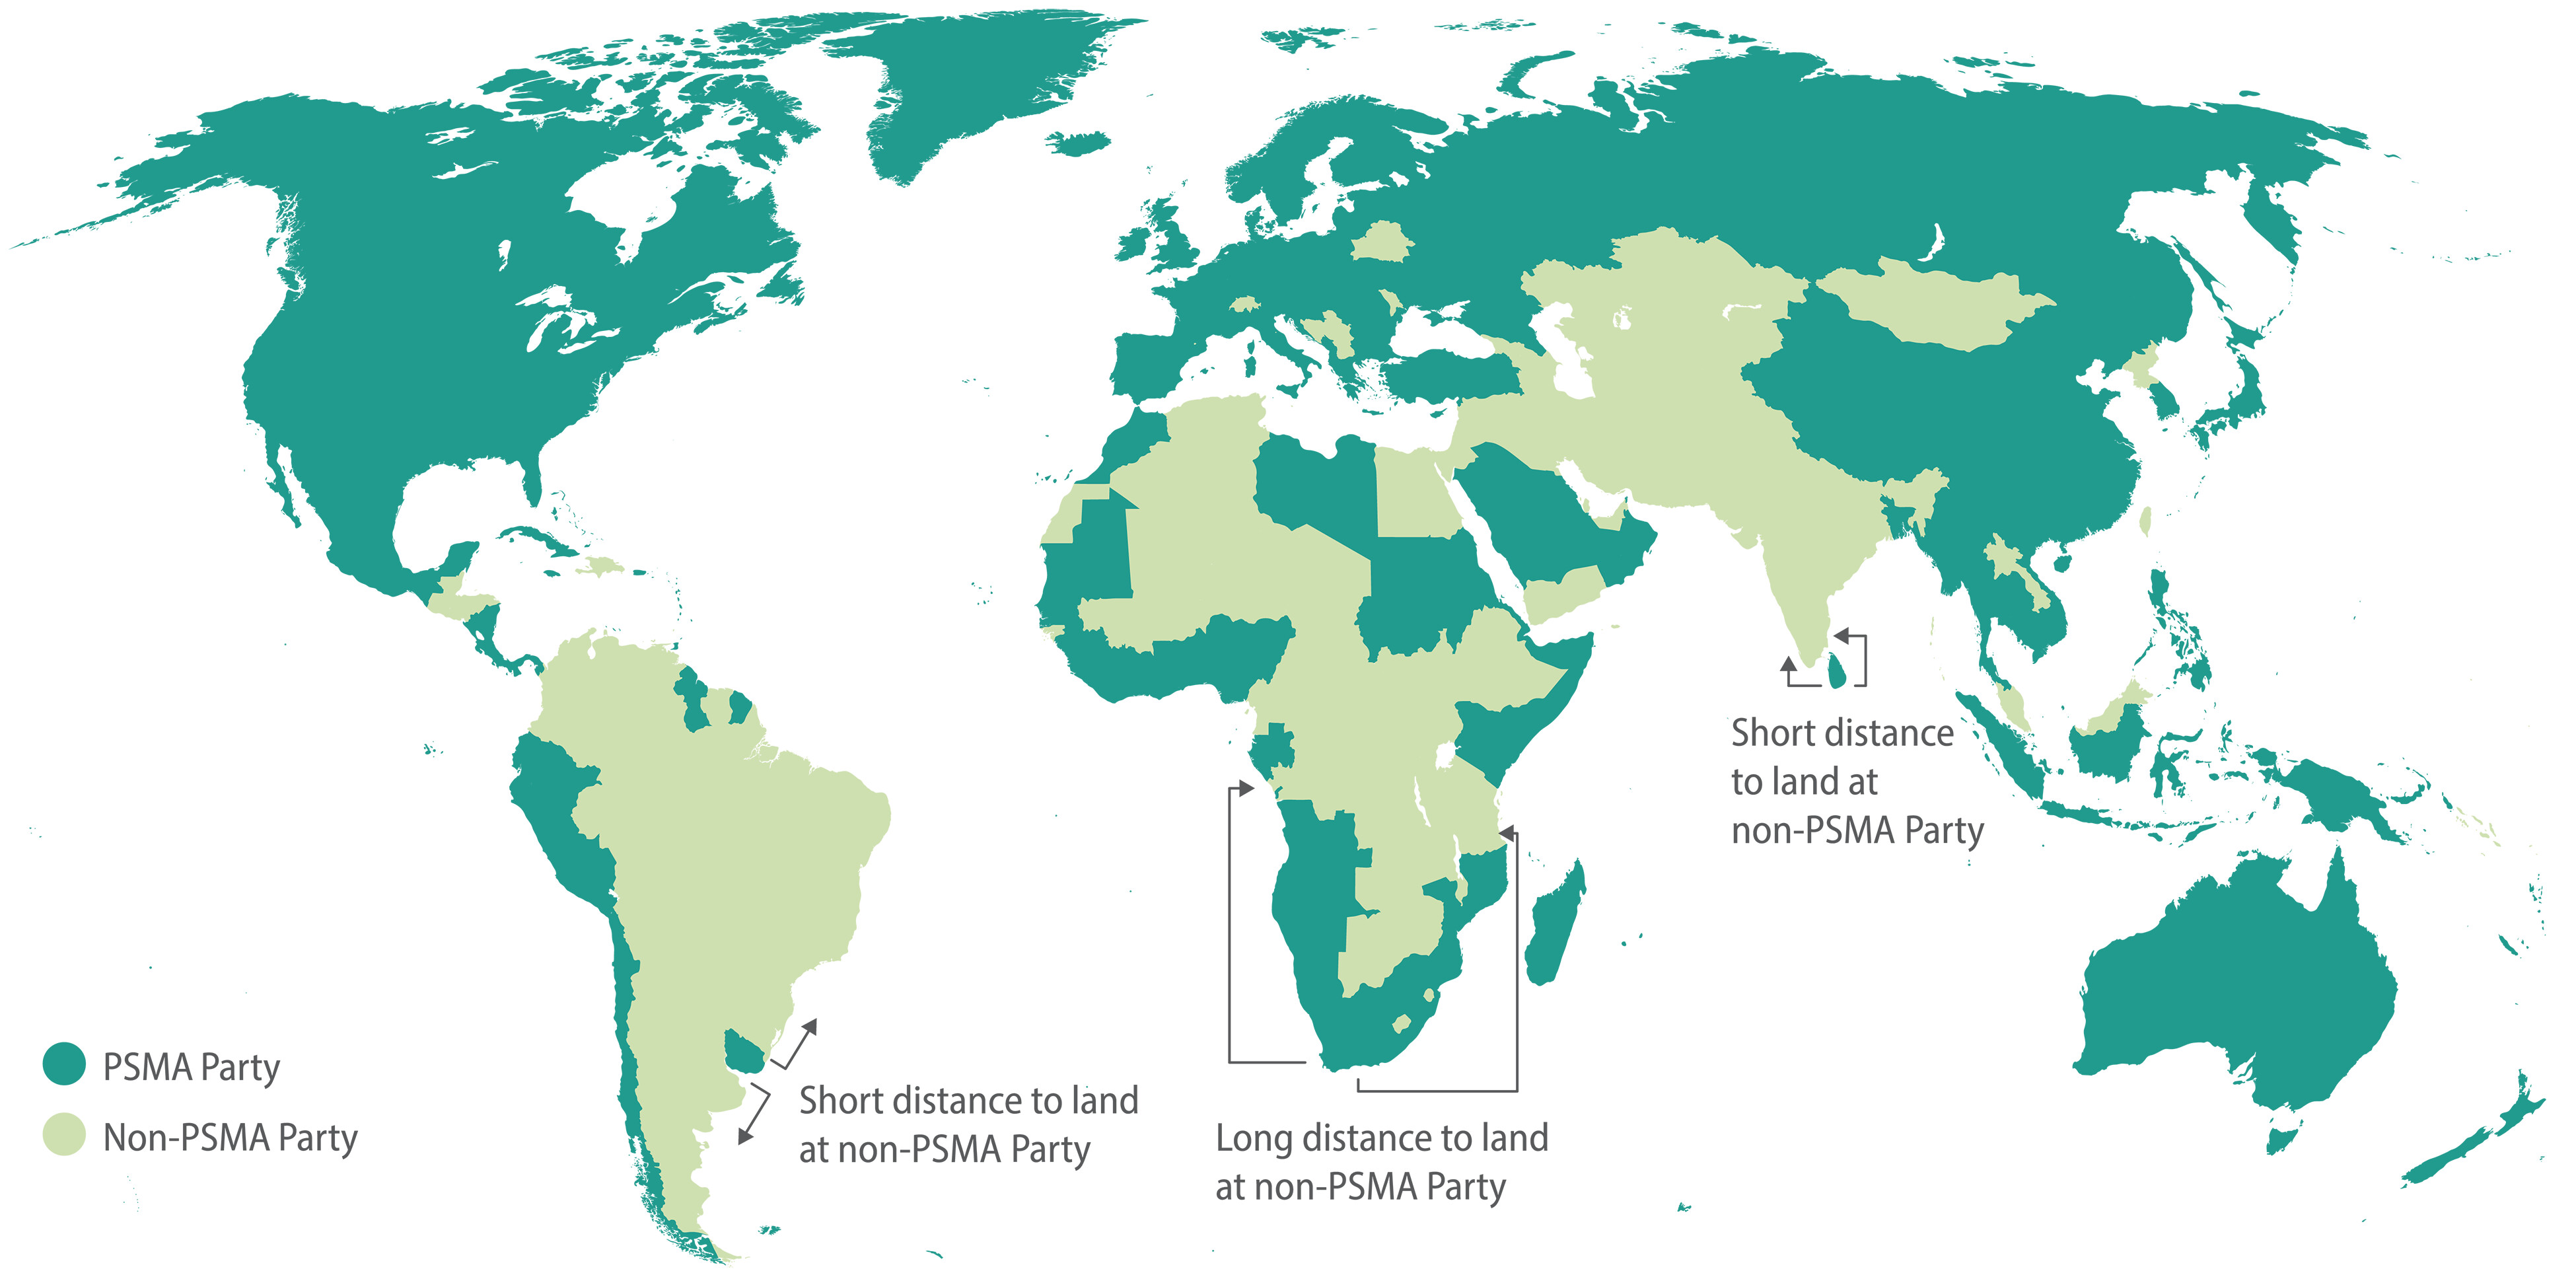 Short distance
to land at
non-PSMA Party
PSMA Party
Non-PSMA Party
Short distance to land
at non-PSMA Party
Long distance to land
at non-PSMA Party